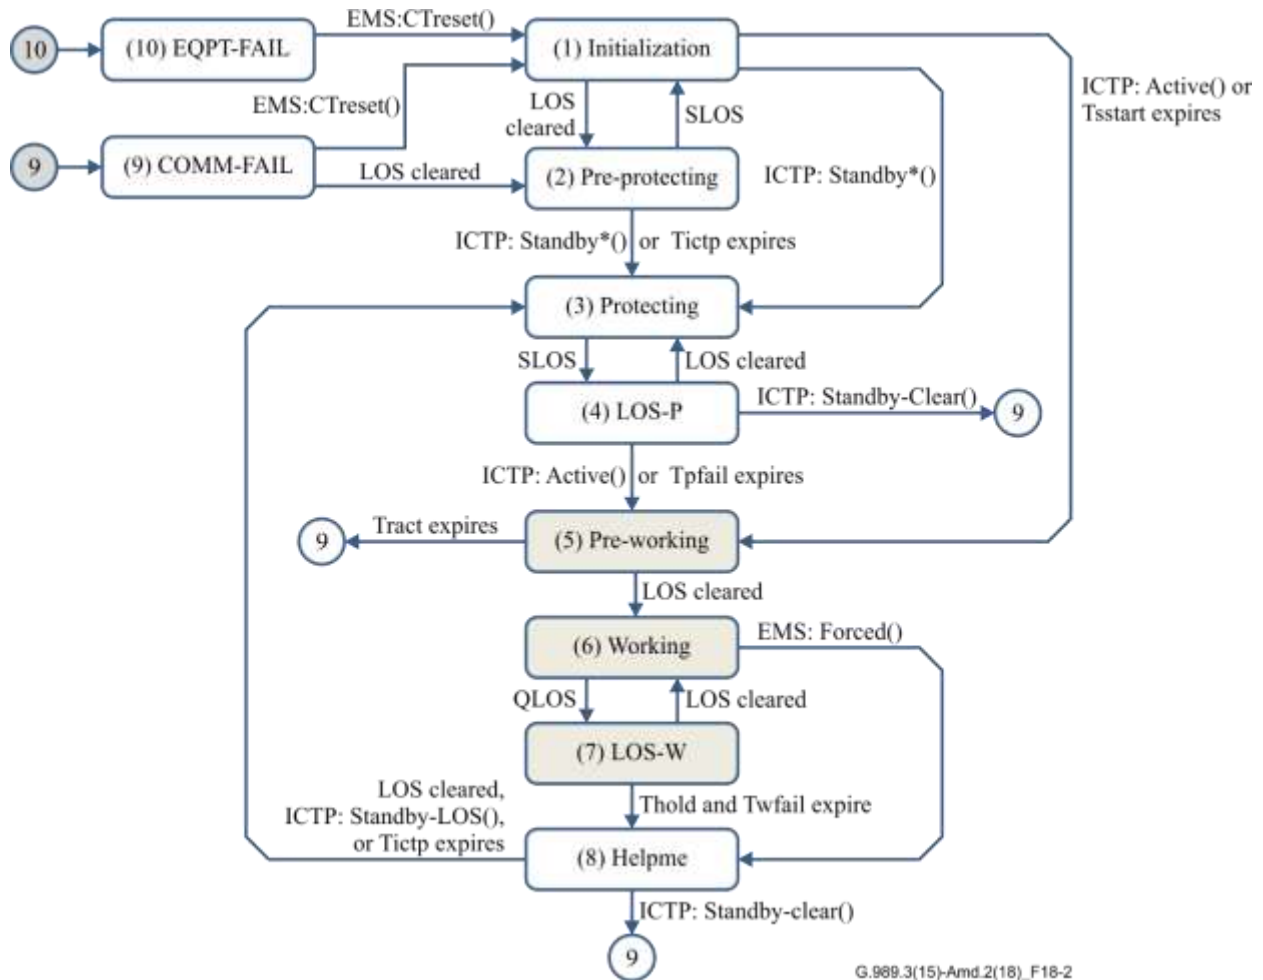 EMS:CTreset()
10
(10) EQPT-FAIL
(1) Initialization
ICTP: Active() or
Tsstart expires
EMS:CTreset()
LOS
cleared
SLOS
9
(9) COMM-FAIL
LOS cleared
(2) Pre-protecting
ICTP: Standby*()
ICTP: Standby*() or Tictp expires
(3) Protecting
SLOS
LOS cleared
(4) LOS-P
ICTP: Standby-Clear()
9
ICTP: Active() or Tpfail expires
Tract expires
9
(5) Pre-working
LOS cleared
(6) Working
EMS: Forced()
QLOS
LOS cleared
(7) LOS-W
LOS cleared,
ICTP: Standby-LOS(),
or Tictp expires
Thold and Twfail expire
(8) Helpme
ICTP: Standby-clear()
9
G.989.3(15)-Amd.2(18)_F18-2